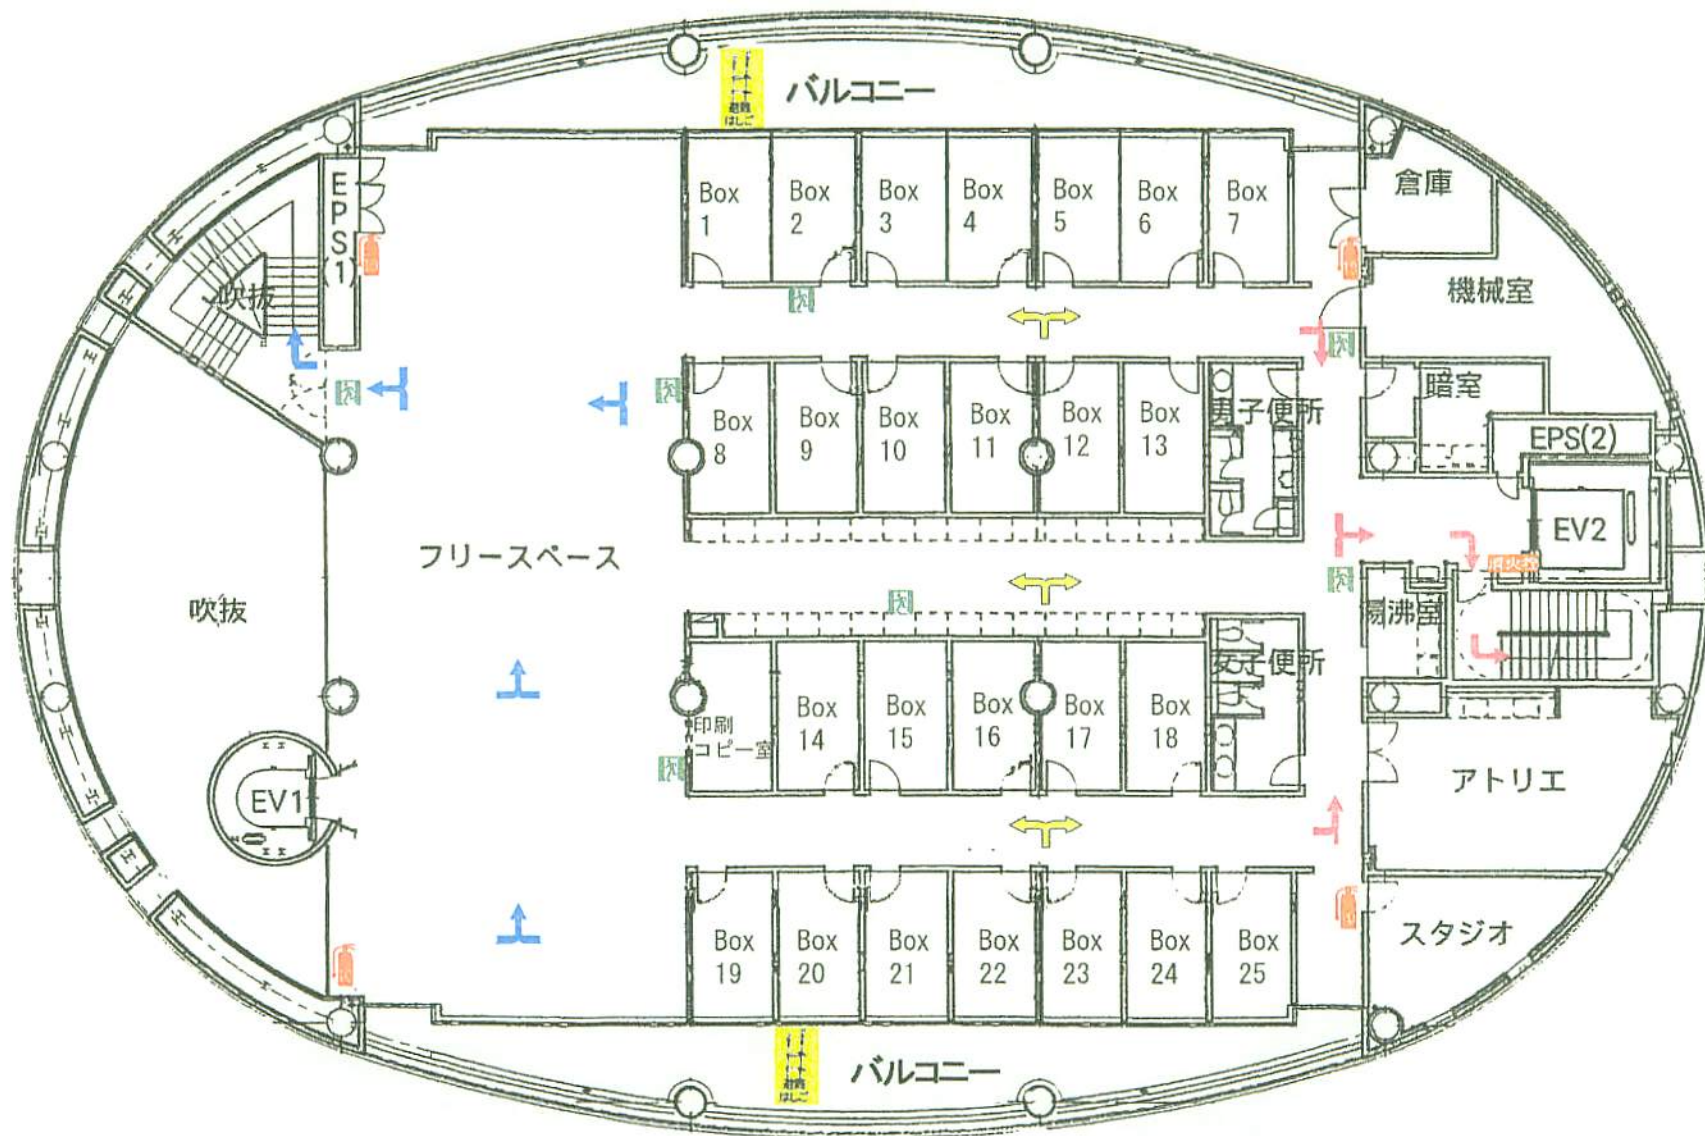 バルコニー
避難
はしご
EPS(1)
吹抜
Box
1
Box
2
Box
3
Box
4
Box
5
Box
6
Box
7
倉庫
機械室
Box
8
Box
9
Box
10
Box
11
Box
12
Box
13
男子便所
暗室
EPS(2)
EV2
フリースペース
消火栓
吹抜
湯沸室
女子便所
印刷
コピー室
Box
14
Box
15
Box
16
Box
17
Box
18
EV1
アトリエ
Box
19
Box
20
Box
21
Box
22
Box
23
Box
24
Box
25
スタジオ
バルコニー
避難
はしご